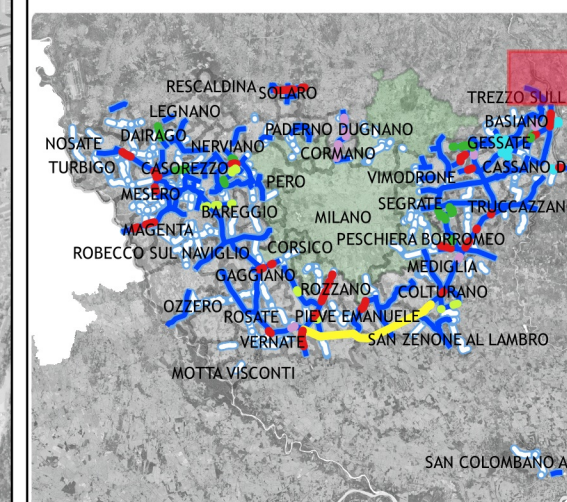 RESCALDINA
SOLARO
TREZZO SULL
LEGNANO
BASIANO
DAIRAGO
PADERNO DUGNANO
NOSATE
NERVIANO
GESSATE
CORMANO
TURBIGO
CASOREZZO
CASSANO D
PERO
VIMODRONE
MESERO
SEGRATE
TRUCCAZZAN
BAREGGIO
MILANO
MAGENTA
PESCHIERA BORROMEO
CORSICO
ROBECCO SUL NAVIGLIO
MEDIGLIA
GAGGIANO
ROZZANO
COLTURANO
OZZERO
ROSATE
PIEVE EMANUELE
VERNATE
SAN ZENONE AL LAMBRO
MOTTA VISCONTI
SAN COLOMBANO A